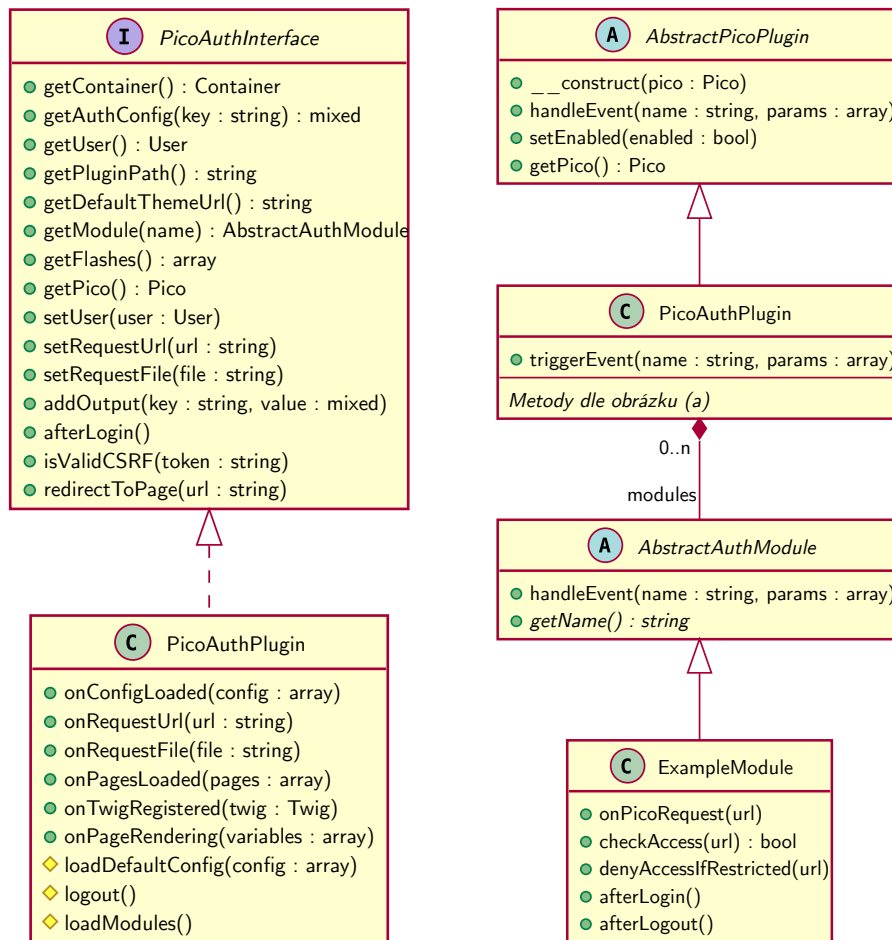 I PicoAuthInterface
getContainer() : Container
getAuthConfig(key : string) : mixed
getUser() : User
getPluginPath() : string
getDefaultThemeUrl() : string
getModule(name) : AbstractAuthModule
getFlashes() : array
getPico() : Pico
setUser(user : User)
setRequestUrl(url : string)
setRequestFile(file : string)
addOutput(key : string, value : mixed)
afterLogin()
isValidCSRF(token : string)
redirectToPage(url : string)
C PicoAuthPlugin
onConfigLoaded(config : array)
onRequestUrl(url : string)
onRequestFile(file : string)
onPagesLoaded(pages : array)
onTwigRegistered(twig : Twig)
onPageRendering(variables : array)
loadDefaultConfig(config : array)
logout()
loadModules()
A AbstractPicoPlugin
__construct(pico : Pico)
handleEvent(name : string, params : array)
setEnabled(enabled : bool)
getPico() : Pico
C PicoAuthPlugin
triggerEvent(name : string, params : array)
Metody dle obrázku (a)
0..n
modules
A AbstractAuthModule
handleEvent(name : string, params : array)
getName() : string
C ExampleModule
onPicoRequest(url)
checkAccess(url) : bool
denyAccessIfRestricted(url)
afterLogin()
afterLogout()